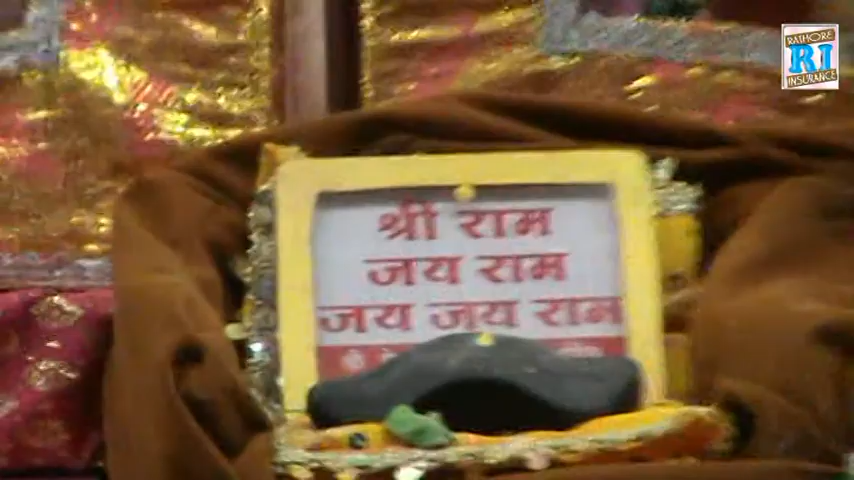 RATHORE
RI
INSURANCE
श्री राम
जय राम
जय जय राम